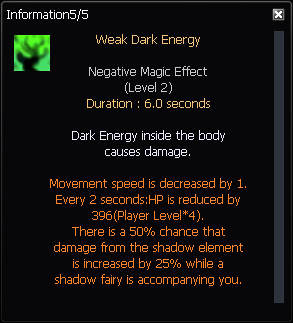 Information5/5
Weak Dark Energy
Negative Magic Effect
(Level 2)
Duration : 6.0 seconds
Dark Energy inside the body
causes damage.
Movement speed is decreased by 1.
Every 2 seconds:HP is reduced by
396(Player Level*4).
There is a 50% chance that
damage from the shadow element
is increased by 25% while a
shadow fairy is accompanying you.